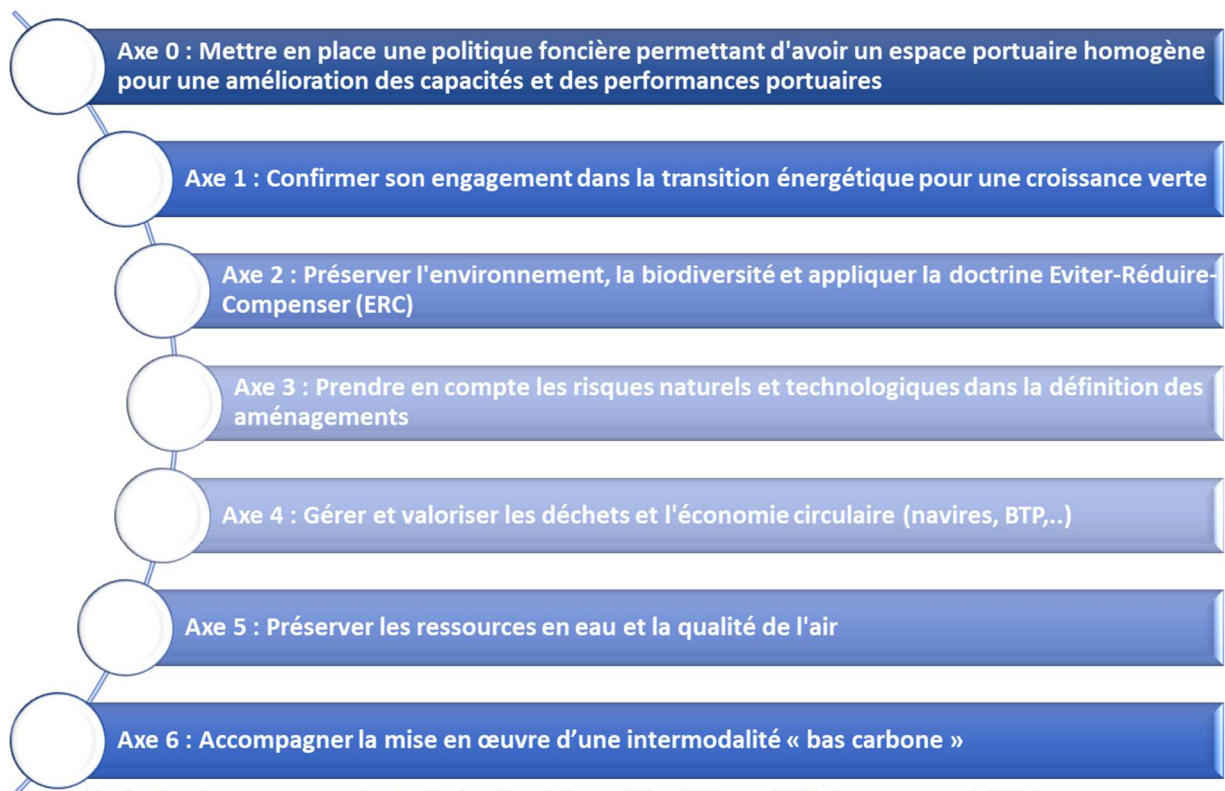 Axe 0 : Mettre en place une politique foncière permettant d'avoir un espace portuaire homogène
pour une amélioration des capacités et des performances portuaires
Axe 1 : Confirmer son engagement dans la transition énergétique pour une croissance verte
Axe 2 : Préserver l'environnement, la biodiversité et appliquer la doctrine Eviter-Réduire-
Compenser (ERC)
Axe 3 : Prendre en compte les risques naturels et technologiques dans la définition des
aménagements
Axe 4 : Gérer et valoriser les déchets et l'économie circulaire (navires, BTP,..)
Axe 5 : Préserver les ressources en eau et la qualité de l'air
Axe 6 : Accompagner la mise en œuvre d’une intermodalité « bas carbone »